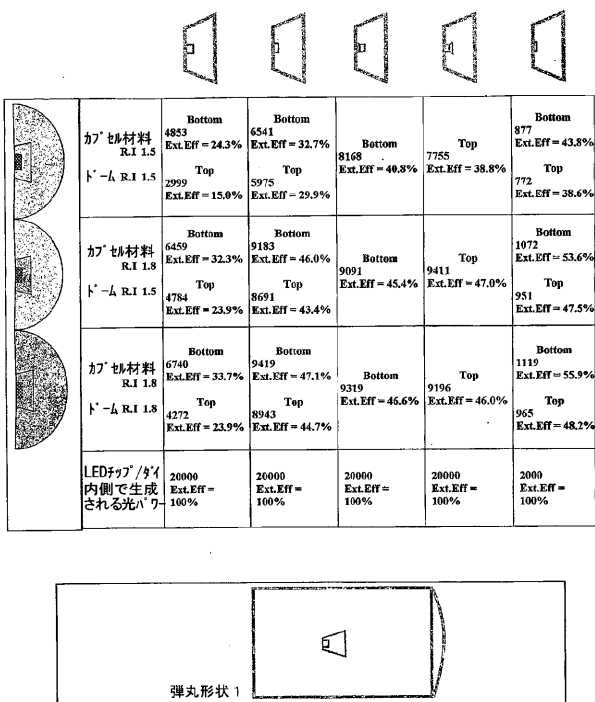 カプセル材料
R.I 1.5
ドーム R.I 1.5
Bottom
4853
Ext.Eff = 24.3%
Top
2999
Ext.Eff = 15.0%
Bottom
6541
Ext.Eff = 32.7%
Top
5975
Ext.Eff = 29.9%
Bottom
8168
Ext.Eff = 40.8%
Top
7755
Ext.Eff = 38.8%
Bottom
877
Ext.Eff = 43.8%
Top
772
Ext.Eff = 38.6%
カプセル材料
R.I 1.8
ドーム R.I 1.5
Bottom
6459
Ext.Eff = 32.3%
Top
4784
Ext.Eff = 23.9%
Bottom
9183
Ext.Eff = 46.0%
Top
8691
Ext.Eff = 43.4%
Bottom
9091
Ext.Eff = 45.4%
Top
9411
Ext.Eff = 47.0%
Bottom
1072
Ext.Eff = 53.6%
Top
951
Ext.Eff = 47.5%
カプセル材料
R.I 1.8
ドーム R.I 1.8
Bottom
6740
Ext.Eff = 33.7%
Top
4272
Ext.Eff = 23.9%
Bottom
9419
Ext.Eff = 47.1%
Top
8943
Ext.Eff = 44.7%
Bottom
9319
Ext.Eff = 46.6%
Top
9196
Ext.Eff = 46.0%
Bottom
1119
Ext.Eff = 55.9%
Top
965
Ext.Eff = 48.2%
LEDチップ/ダイ
内側で生成
される光パワー
20000
Ext.Eff =
100%
20000
Ext.Eff =
100%
20000
Ext.Eff =
100%
20000
Ext.Eff =
100%
2000
Ext.Eff =
100%
弾丸形状 1